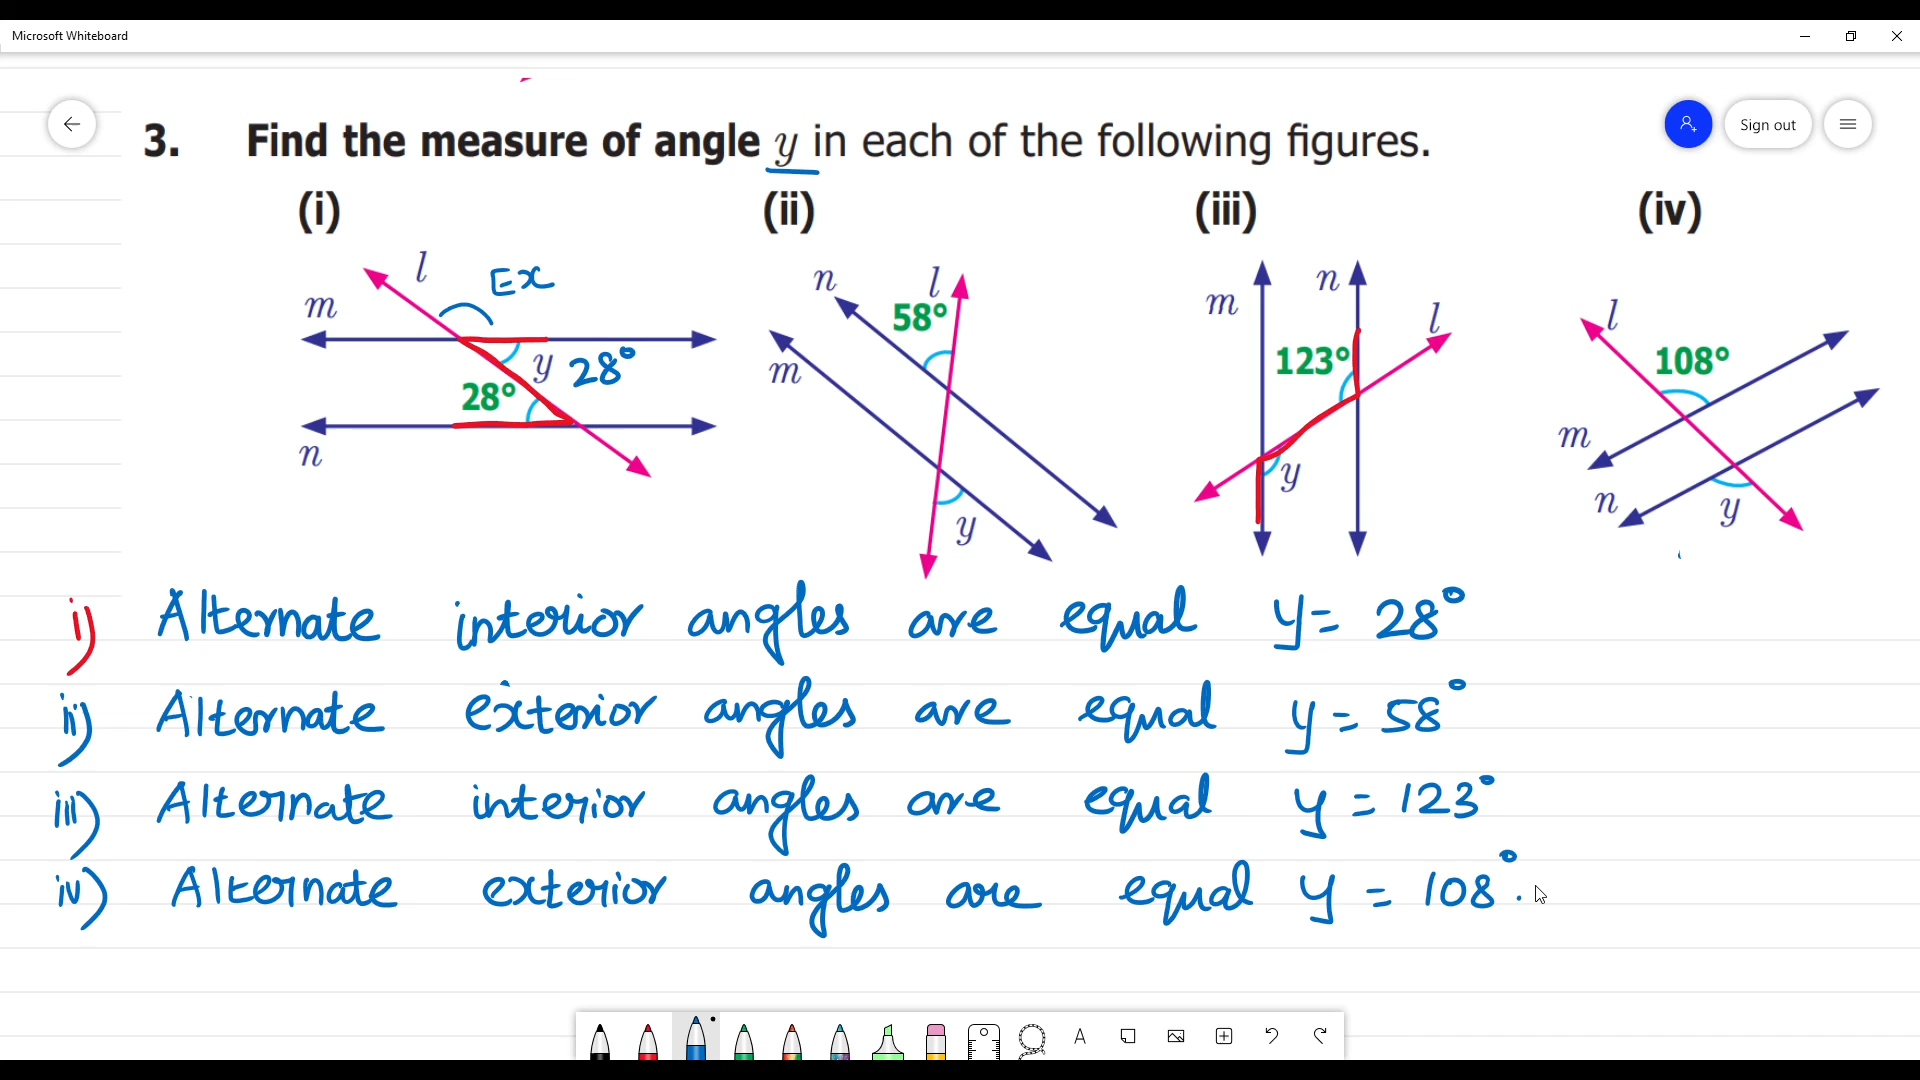 Microsoft Whiteboard
Sign out
3. Find the measure of angle y in each of the following figures.
(i) (ii) (iii) (iv)
l Ex m y 28° 28° n
n l 58° m y
m n l 123° y
l 108° m n y
i) Alternate interior angles are equal y = 28°
ii) Alternate exterior angles are equal y = 58°
iii) Alternate interior angles are equal y = 123°
iv) Alternate exterior angles are equal y = 108°.
A